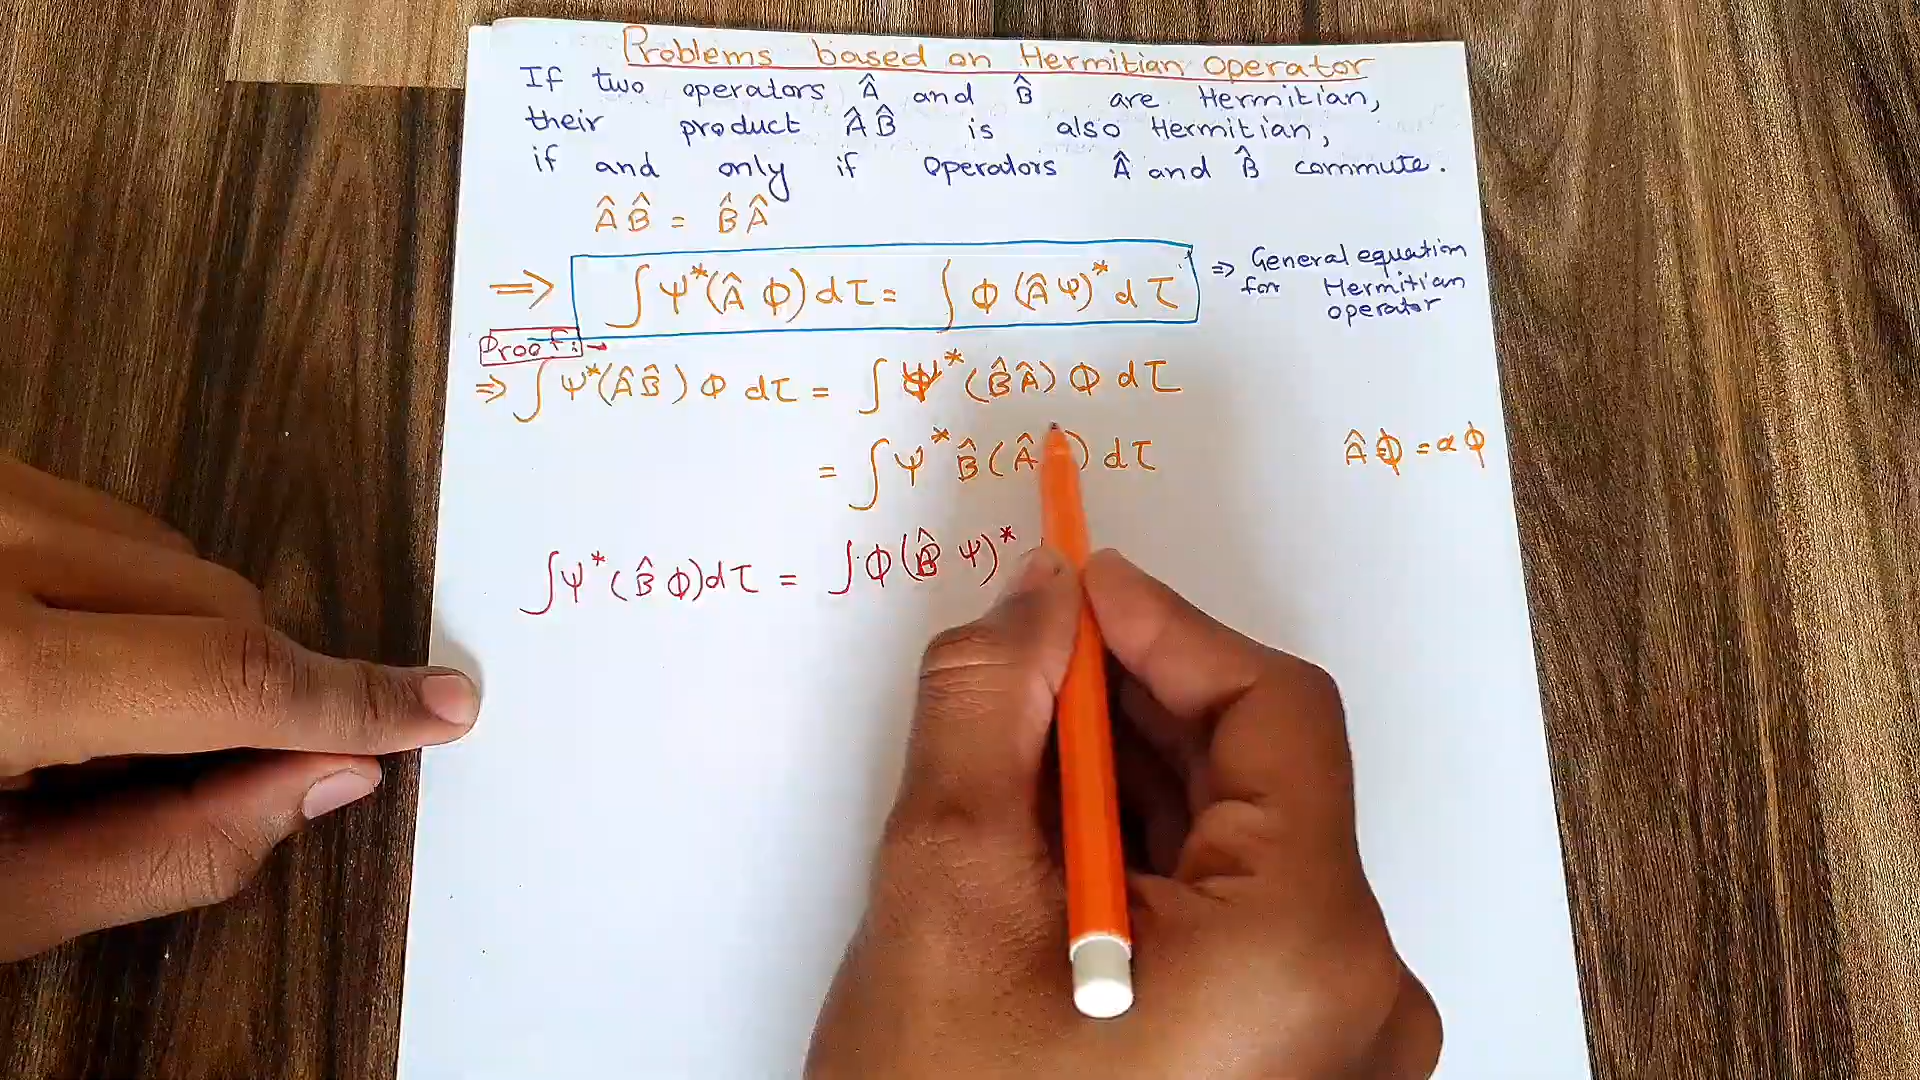 Problems based on Hermitian Operator
If two operators Â and B̂ are Hermitian,
their product ÂB̂ is also Hermitian,
if and only if Operators Â and B̂ commute.
ÂB̂ = B̂Â
⇒ ∫ψ*(Â ϕ)dτ = ∫ϕ(Âψ)*dτ
⇒ General equation
for Hermitian
operator
Proof:-
⇒ ∫ψ*(ÂB̂)ϕ dτ = ∫ψ*(B̂Â)ϕ dτ
= ∫ψ*B̂(Â ) dτ
Âϕ = αϕ
∫ψ*(B̂ϕ)dτ = ∫ϕ(B̂ψ)*